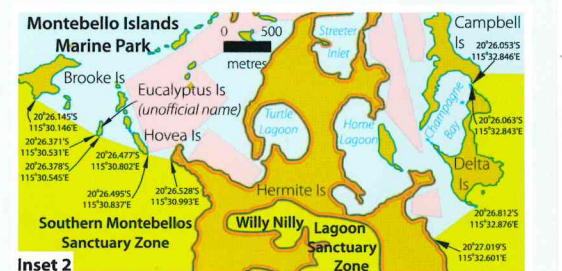 Montebello Islands
Marine Park
0 500
metres
Streeter
Inlet
Campbell
Is
20°26.053'S
115°32.846'E
Brooke Is
Eucalyptus Is
(unofficial name)
20°26.145'S
115°30.146'E
Turtle
Lagoon
Home
Lagoon
Champagne
Bay
20°26.063'S
115°32.843'E
Hovea Is
20°26.371'S
115°30.531'E
20°26.378'S
115°30.545'E
20°26.477'S
115°30.802'E
Delta
Is
20°26.495'S
115°30.837'E
20°26.528'S
115°30.993'E
Hermite Is
20°26.812'S
115°32.876'E
Southern Montebellos
Sanctuary Zone
Willy Nilly Lagoon
Sanctuary
Zone
20°27.019'S
115°32.601'E
Inset 2